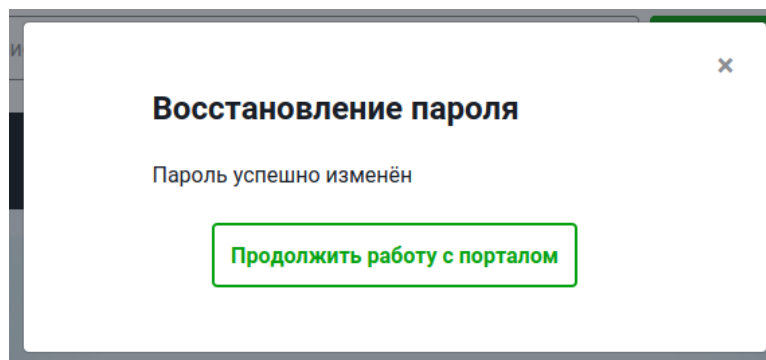 Восстановление пароля
Пароль успешно изменён
Продолжить работу с порталом